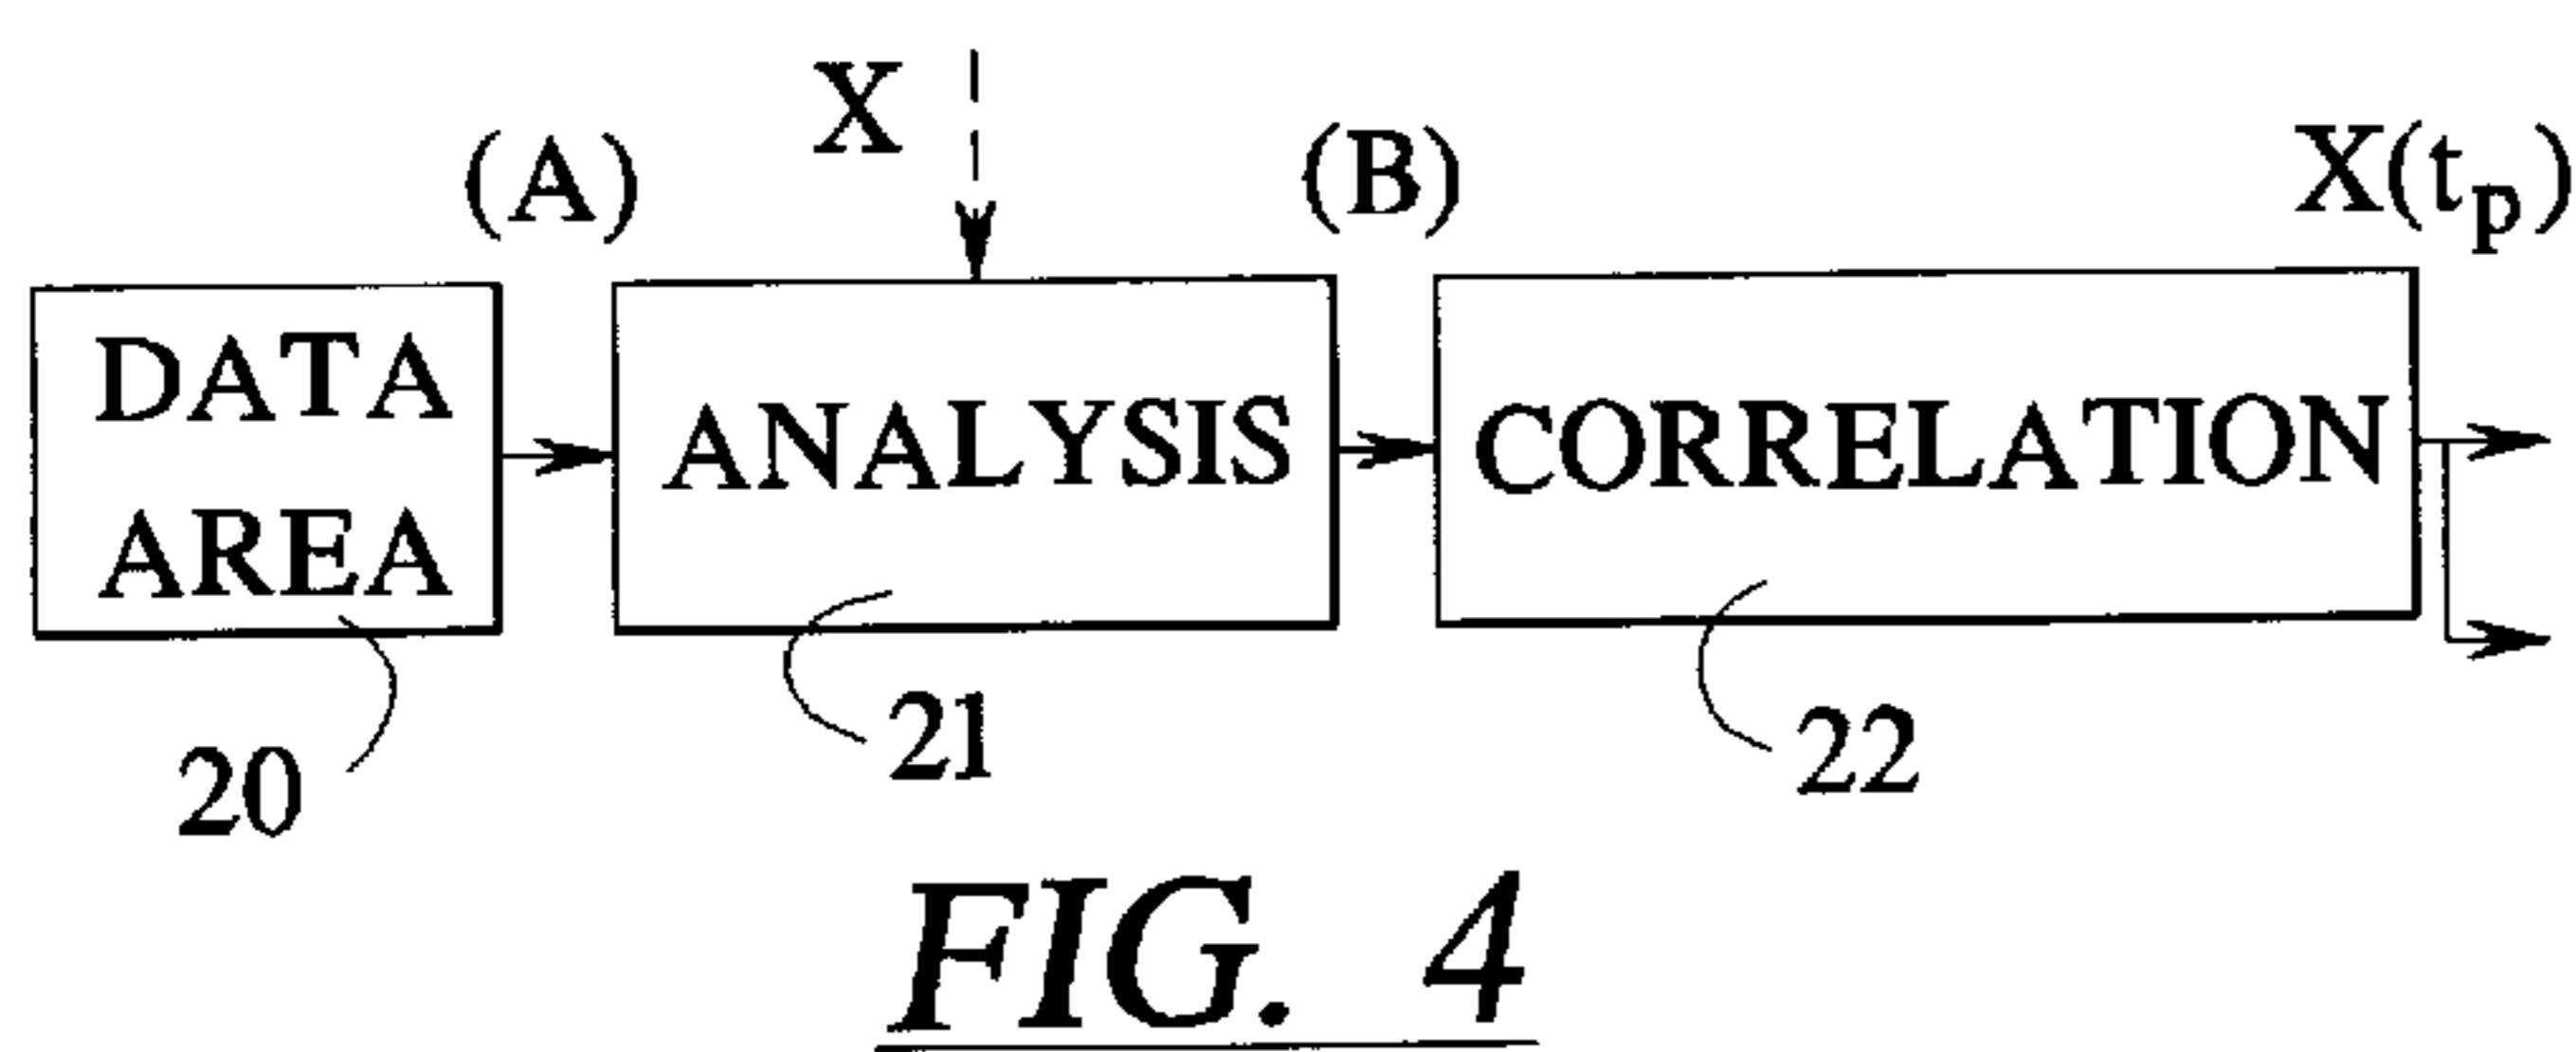 X
(A)
(B)
X(tp)
DATA
AREA
ANALYSIS
CORRELATION
20
21
22
FIG. 4